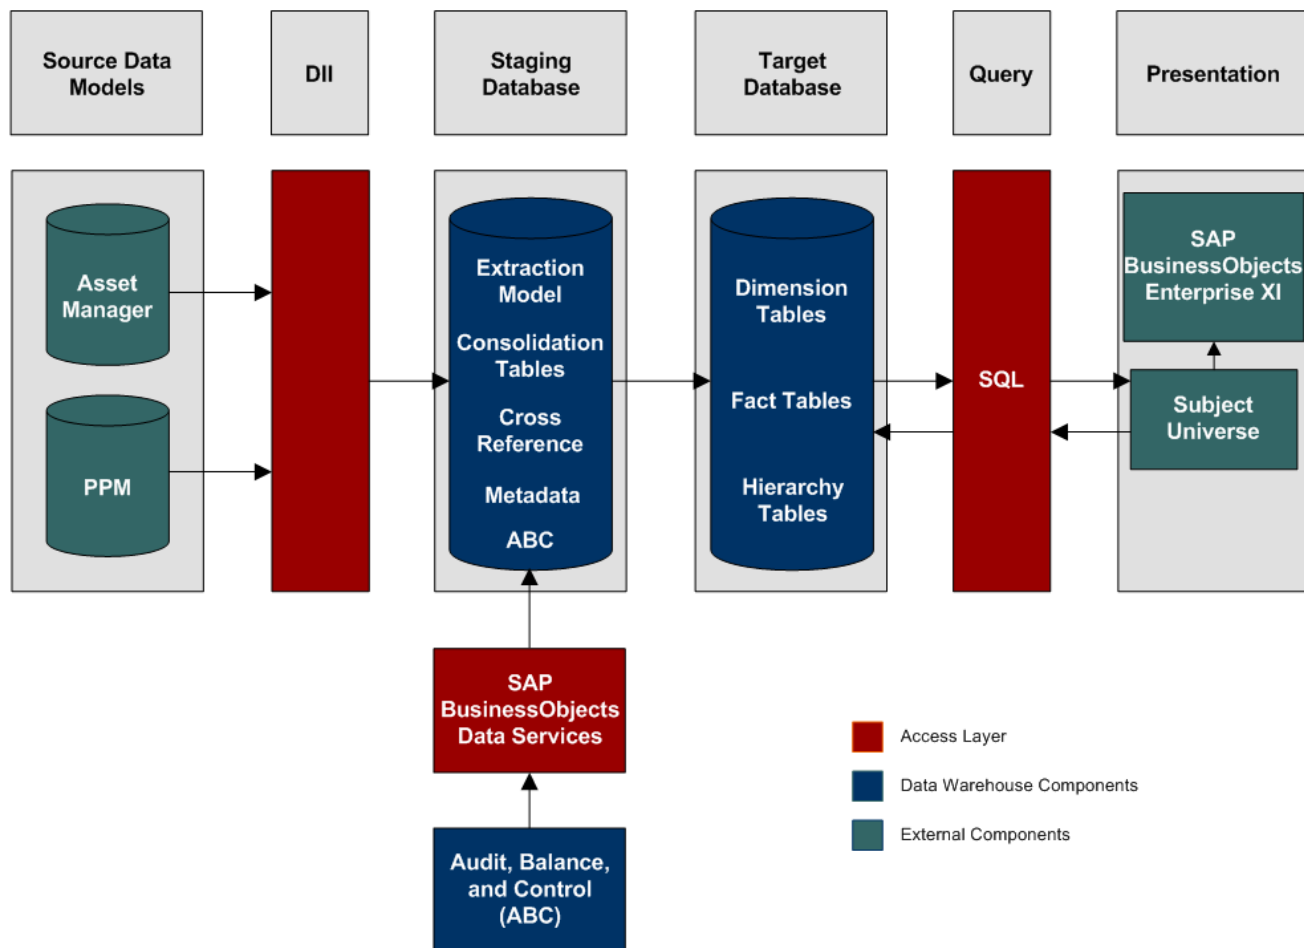 Source Data
Models
DII
Staging
Database
Target
Database
Query
Presentation
Asset
Manager
PPM
Extraction
Model
Consolidation
Tables
Cross
Reference
Metadata
ABC
Dimension
Tables
Fact Tables
Hierarchy
Tables
SQL
SAP
BusinessObjects
Enterprise XI
Subject
Universe
SAP
BusinessObjects
Data Services
Audit, Balance,
and Control
(ABC)
Access Layer
Data Warehouse Components
External Components